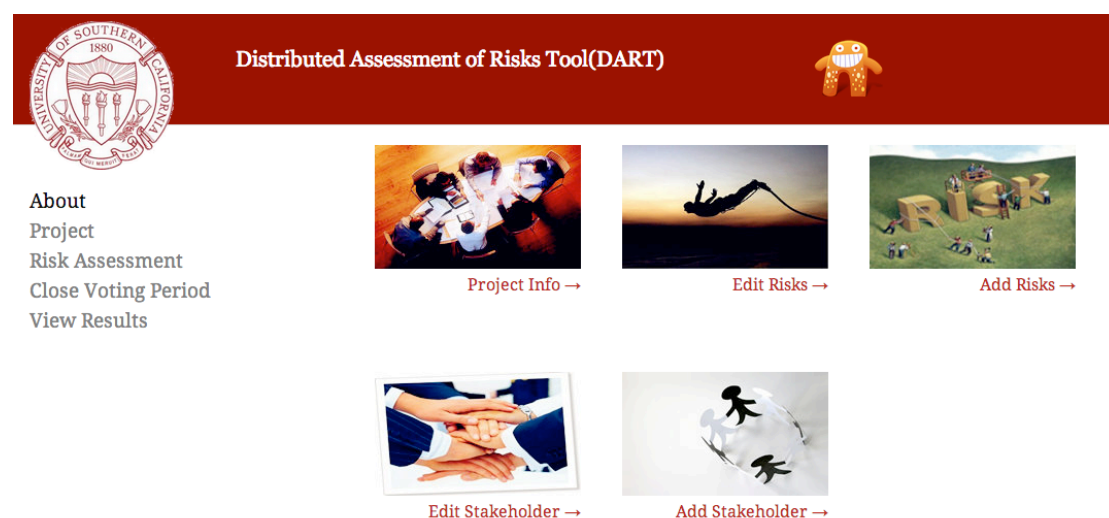 UNIVERSITY OF SOUTHERN CALIFORNIA
1880
Distributed Assessment of Risks Tool(DART)
About
Project
Risk Assessment
Close Voting Period
View Results
RISK
Project Info →
Edit Risks →
Add Risks →
Edit Stakeholder →
Add Stakeholder →